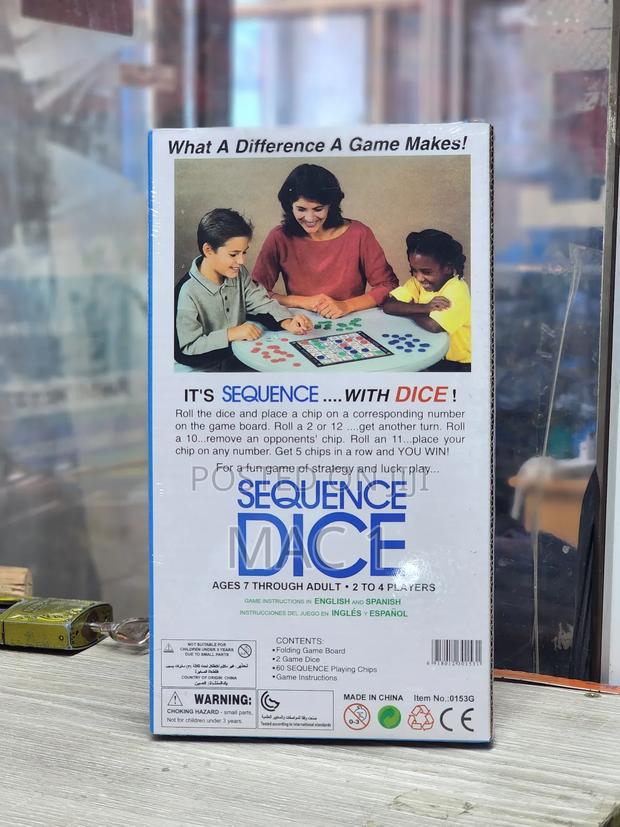 What A Difference A Game Makes!
IT'S SEQUENCE ....WITH DICE !
Roll the dice and place a chip on a corresponding number
on the game board. Roll a 2 or 12 ....get another turn. Roll
a 10...remove an opponents' chip. Roll an 11...place your
chip on any number. Get 5 chips in a row and YOU WIN!
For a fun game of strategy and luck, play...
POSTED ON JIJI
SEQUENCE
DICE
MAC 1
AGES 7 THROUGH ADULT • 2 TO 4 PLAYERS
GAME INSTRUCTIONS IN ENGLISH AND SPANISH
INSTRUCCIONES DEL JUEGO EN INGLÉS Y ESPAÑOL
NOT SUITABLE FOR
CHILDREN UNDER 3 YEARS
DUE TO SMALL PARTS
COUNTRY OF ORIGIN: CHINA
WARNING:
CHOKING HAZARD - small parts.
Not for children under 3 years.
Tested according to international standards
CONTENTS:
•Folding Game Board
•2 Game Dice
•60 SEQUENCE Playing Chips
•Game Instructions
MADE IN CHINA Item No.:0153G
0-3
CE